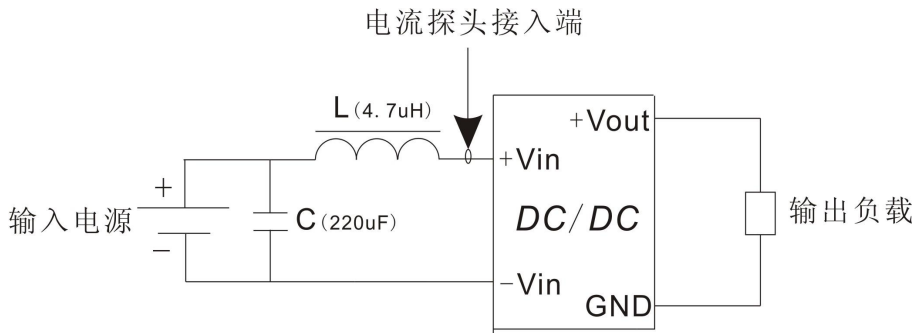 电流探头接入端
L(4.7uH)
+Vout
+Vin
+
输入电源
C(220uF)
DC/DC
输出负载
−
-Vin
GND